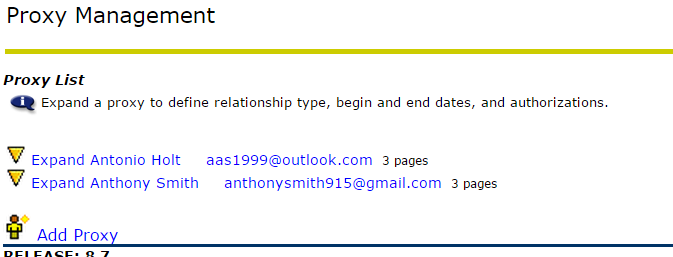 Proxy Management
Proxy List
Expand a proxy to define relationship type, begin and end dates, and authorizations.
Expand Antonio Holt aas1999@outlook.com 3 pages
Expand Anthony Smith anthonysmith915@gmail.com 3 pages
Add Proxy
RELEASE: 8.7